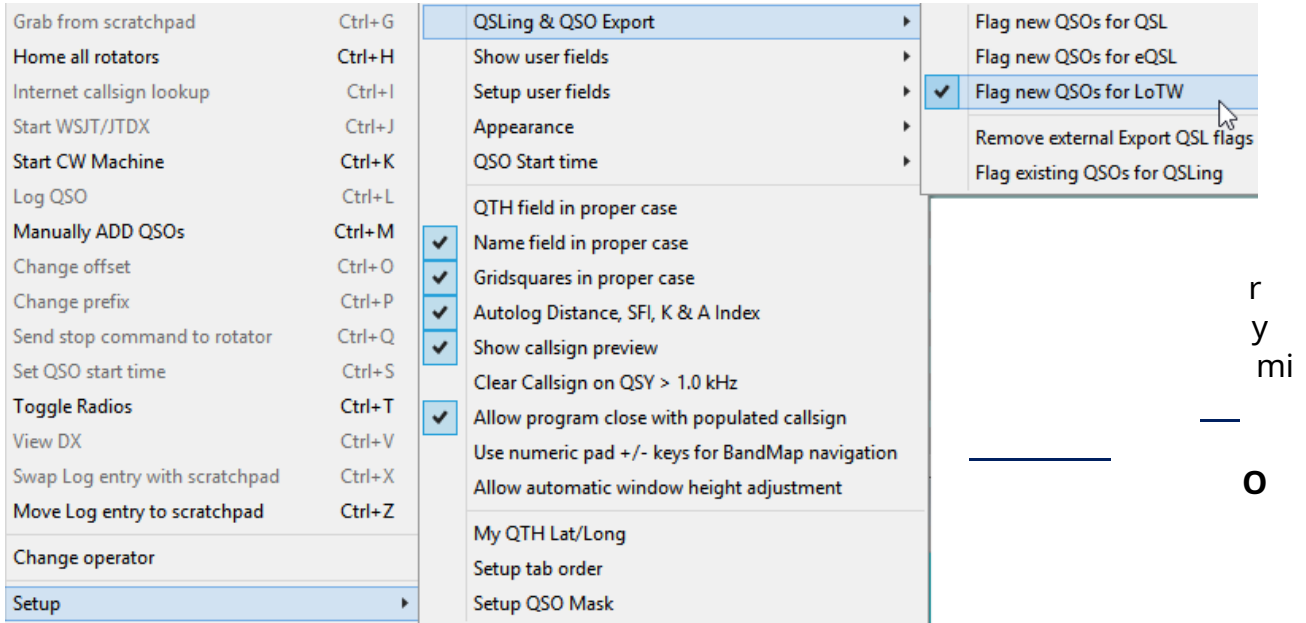 Grab from scratchpad Ctrl+G
Home all rotators Ctrl+H
Internet callsign lookup Ctrl+I
Start WSJT/JTDX Ctrl+J
Start CW Machine Ctrl+K
Log QSO Ctrl+L
Manually ADD QSOs Ctrl+M
Change offset Ctrl+O
Change prefix Ctrl+P
Send stop command to rotator Ctrl+Q
Set QSO start time Ctrl+S
Toggle Radios Ctrl+T
View DX Ctrl+V
Swap Log entry with scratchpad Ctrl+X
Move Log entry to scratchpad Ctrl+Z
Change operator
Setup
QSLing & QSO Export
Show user fields
Setup user fields
Appearance
QSO Start time
QTH field in proper case
Name field in proper case
Gridsquares in proper case
Autolog Distance, SFI, K & A Index
Show callsign preview
Clear Callsign on QSY > 1.0 kHz
Allow program close with populated callsign
Use numeric pad +/- keys for BandMap navigation
Allow automatic window height adjustment
My QTH Lat/Long
Setup tab order
Setup QSO Mask
Flag new QSOs for QSL
Flag new QSOs for eQSL
Flag new QSOs for LoTW
Remove external Export QSL flags
Flag existing QSOs for QSLing
r
y
mi
O